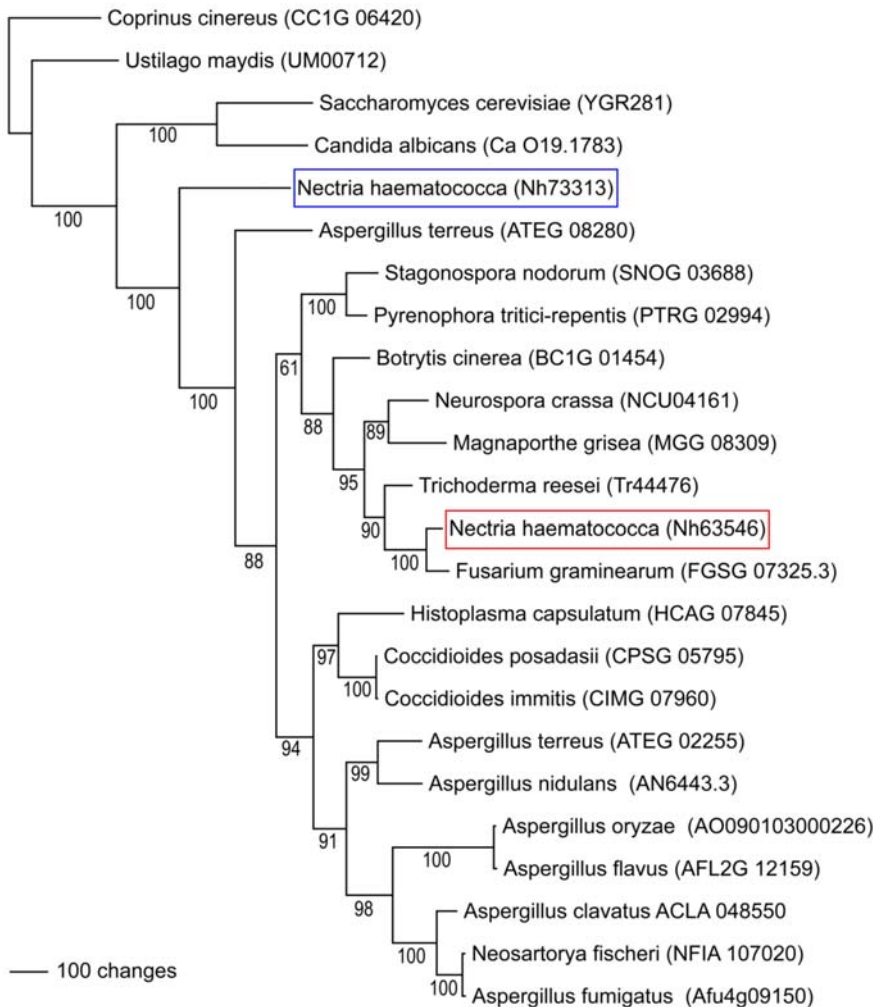 Coprinus cinereus (CC1G 06420)
Ustilago maydis (UM00712)
Saccharomyces cerevisiae (YGR281)
100
Candida albicans (Ca O19.1783)
Nectria haematococca (Nh73313)
100
Aspergillus terreus (ATEG 08280)
Stagonospora nodorum (SNOG 03688)
100
100
Pyrenophora tritici-repentis (PTRG 02994)
Botrytis cinerea (BC1G 01454)
61
100
Neurospora crassa (NCU04161)
88
89
Magnaporthe grisea (MGG 08309)
95
Trichoderma reesei (Tr44476)
90
Nectria haematococca (Nh63546)
88
100
Fusarium graminearum (FGSG 07325.3)
Histoplasma capsulatum (HCAG 07845)
97
Coccidioides posadasii (CPSG 05795)
100
Coccidioides immitis (CIMG 07960)
94
Aspergillus terreus (ATEG 02255)
99
Aspergillus nidulans (AN6443.3)
Aspergillus oryzae (AO090103000226)
91
100
Aspergillus flavus (AFL2G 12159)
98
Aspergillus clavatus ACLA 048550
100
Neosartorya fischeri (NFIA 107020)
100 changes
100
Aspergillus fumigatus (Afu4g09150)